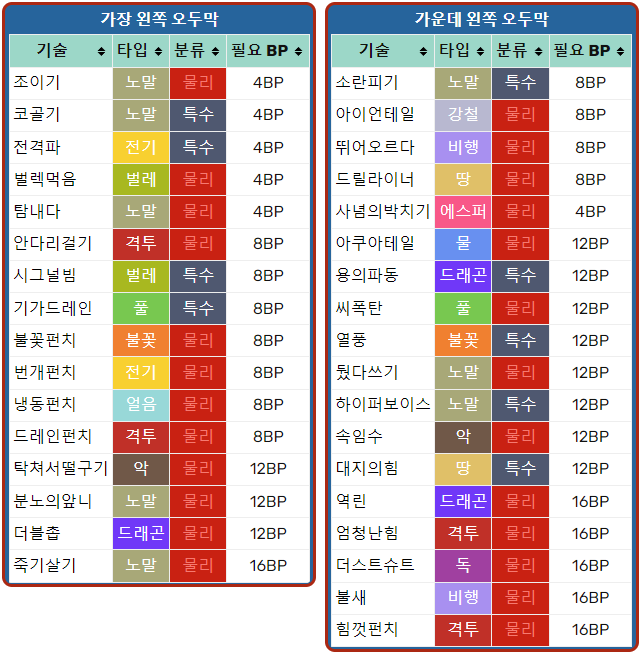 가장 왼쪽 오두막
기술 타입 분류 필요 BP
조이기 노말 물리 4BP
코골기 노말 특수 4BP
전격파 전기 특수 4BP
벌렉먹음 벌레 물리 4BP
탐내다 노말 물리 4BP
안다리걸기 격투 물리 8BP
시그널빔 벌레 특수 8BP
기가드레인 풀 특수 8BP
불꽃펀치 불꽃 물리 8BP
번개펀치 전기 물리 8BP
냉동펀치 얼음 물리 8BP
드레인펀치 격투 물리 8BP
탁쳐서떨구기 악 물리 12BP
분노의앞니 노말 물리 12BP
더블촙 드래곤 물리 12BP
죽기살기 노말 물리 16BP
가운데 왼쪽 오두막
기술 타입 분류 필요 BP
소란피기 노말 특수 8BP
아이언테일 강철 물리 8BP
뛰어오르다 비행 물리 8BP
드릴라이너 땅 물리 8BP
사념의박치기 에스퍼 물리 4BP
아쿠아테일 물 물리 12BP
용의파동 드래곤 특수 12BP
씨폭탄 풀 물리 12BP
열풍 불꽃 특수 12BP
뒀다쓰기 노말 물리 12BP
하이퍼보이스 노말 특수 12BP
속임수 악 물리 12BP
대지의힘 땅 특수 12BP
역린 드래곤 물리 16BP
엄청난힘 격투 물리 16BP
더스트슈트 독 물리 16BP
불새 비행 물리 16BP
힘껏펀치 격투 물리 16BP